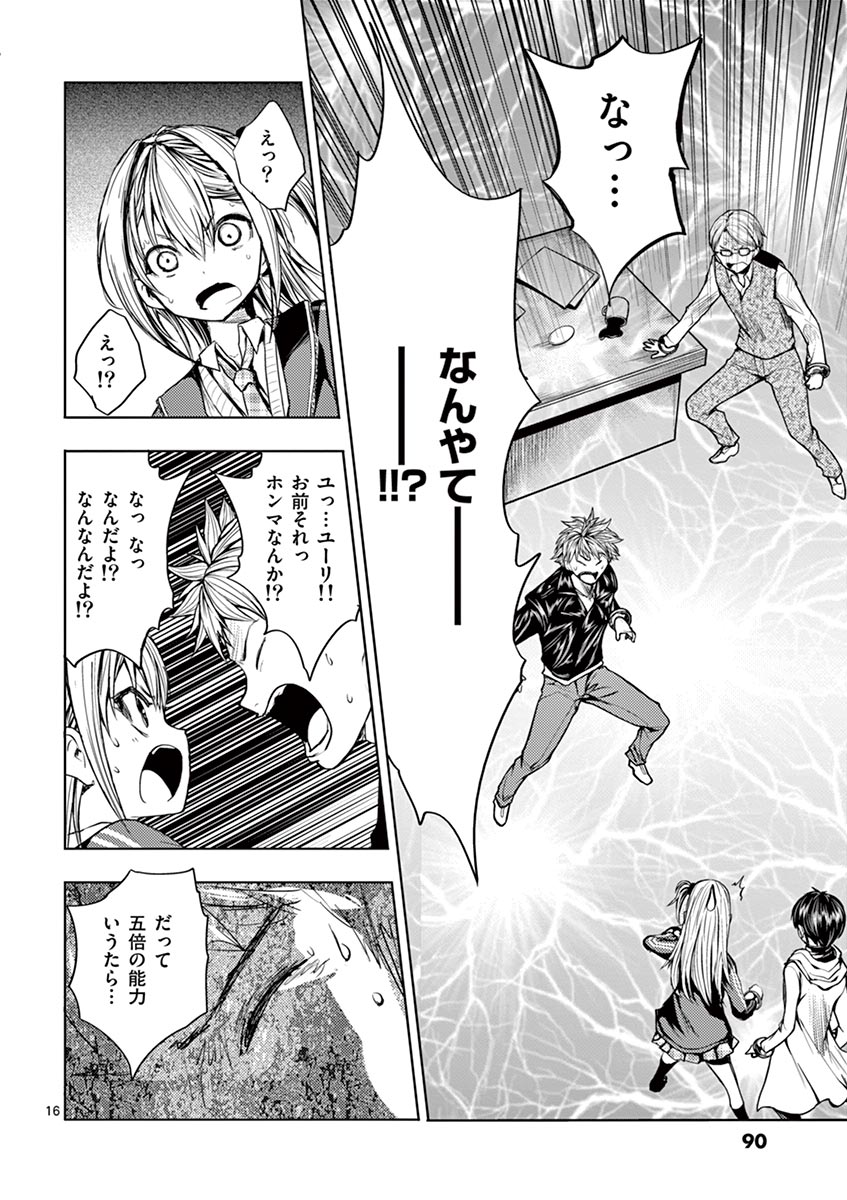 なっ…
なんやて――
――!!?
えっ?
えっ!?
ユっ…ユーリ!!
お前それっ
ホンマなんか!?
なっ なっ
なんだよ!?
なんなんだよ!?
だって
五倍の能力
いうたら…
16
90